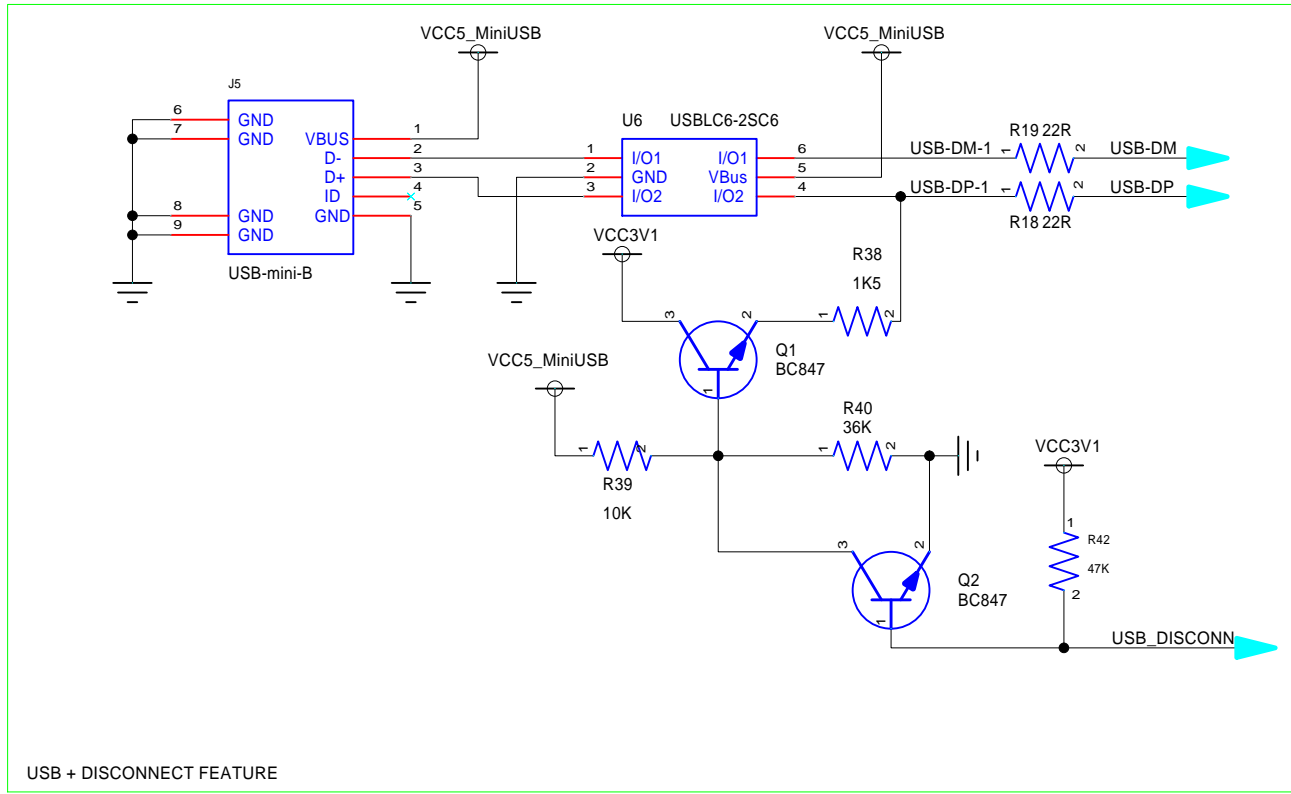 VCC5_MiniUSB
VCC5_MiniUSB
J5
6 GND
7 GND
8 GND
9 GND
VBUS 1
D- 2
D+ 3
ID 4
GND 5
USB-mini-B
U6 USBLC6-2SC6
1 I/O1
2 GND
3 I/O2
I/O1 6
VBus 5
I/O2 4
USB-DM-1
1 R19 22R 2
USB-DM
USB-DP-1
1 R18 22R 2
USB-DP
VCC3V1
R38
1K5
1 2
3 2
1
Q1
BC847
VCC5_MiniUSB
1 2
R39
10K
R40
36K
1 2
VCC3V1
1
R42
47K
2
3 2
1
Q2
BC847
USB_DISCONN
USB + DISCONNECT FEATURE